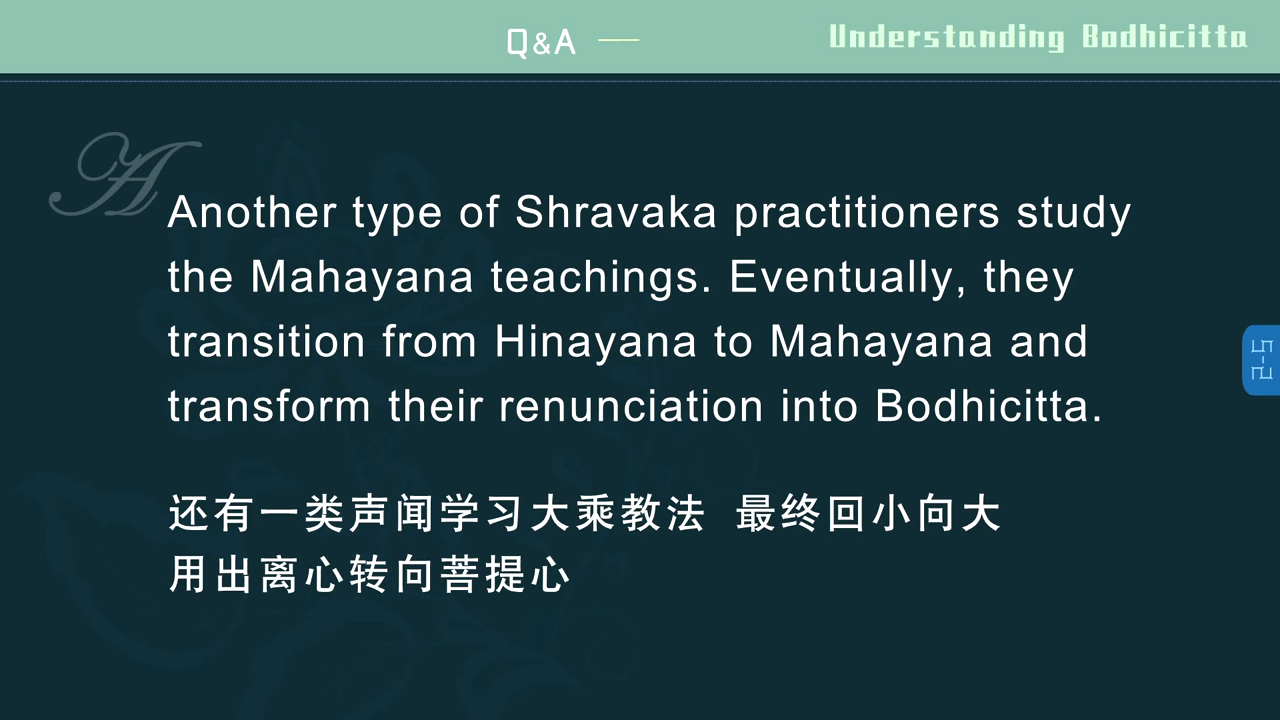 Q&A
Understanding Bodhicitta
A
Another type of Shravaka practitioners study
the Mahayana teachings. Eventually, they
transition from Hinayana to Mahayana and
transform their renunciation into Bodhicitta.
还有一类声闻学习大乘教法 最终回小向大
用出离心转向菩提心
5-2